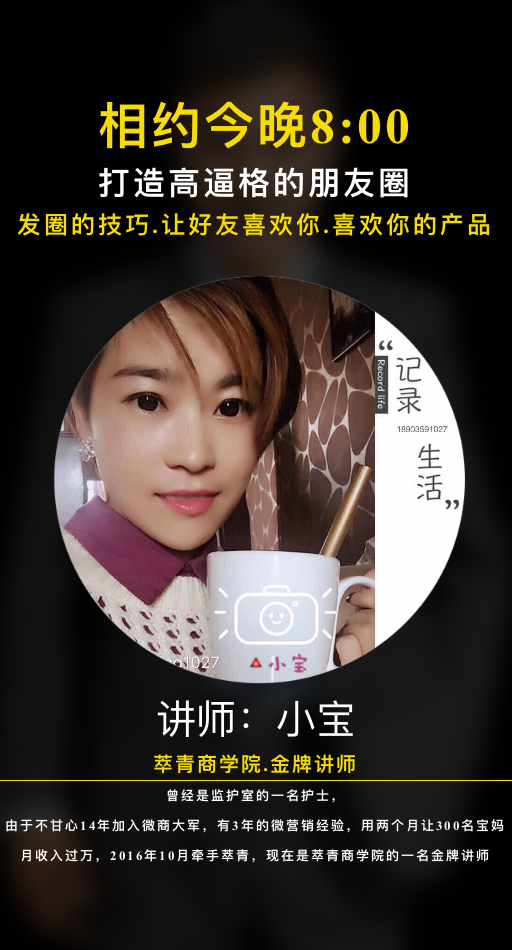 相约今晚8:00
打造高逼格的朋友圈
发圈的技巧.让好友喜欢你.喜欢你的产品
“记录
Record life
18903591027
生活”
1027
小宝
讲师：小宝
萃青商学院.金牌讲师
曾经是监护室的一名护士，
由于不甘心14年加入微商大军，有3年的微营销经验，用两个月让300名宝妈
月收入过万，2016年10月牵手萃青，现在是萃青商学院的一名金牌讲师